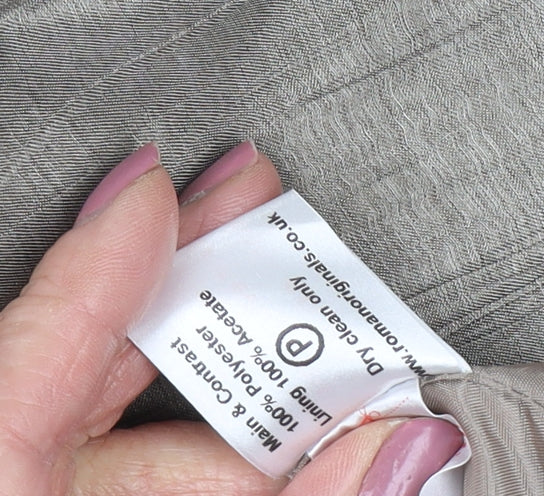 Main & Contrast
100% Polyester
Lining 100% Acetate
P
Dry clean only
www.romanoriginals.co.uk